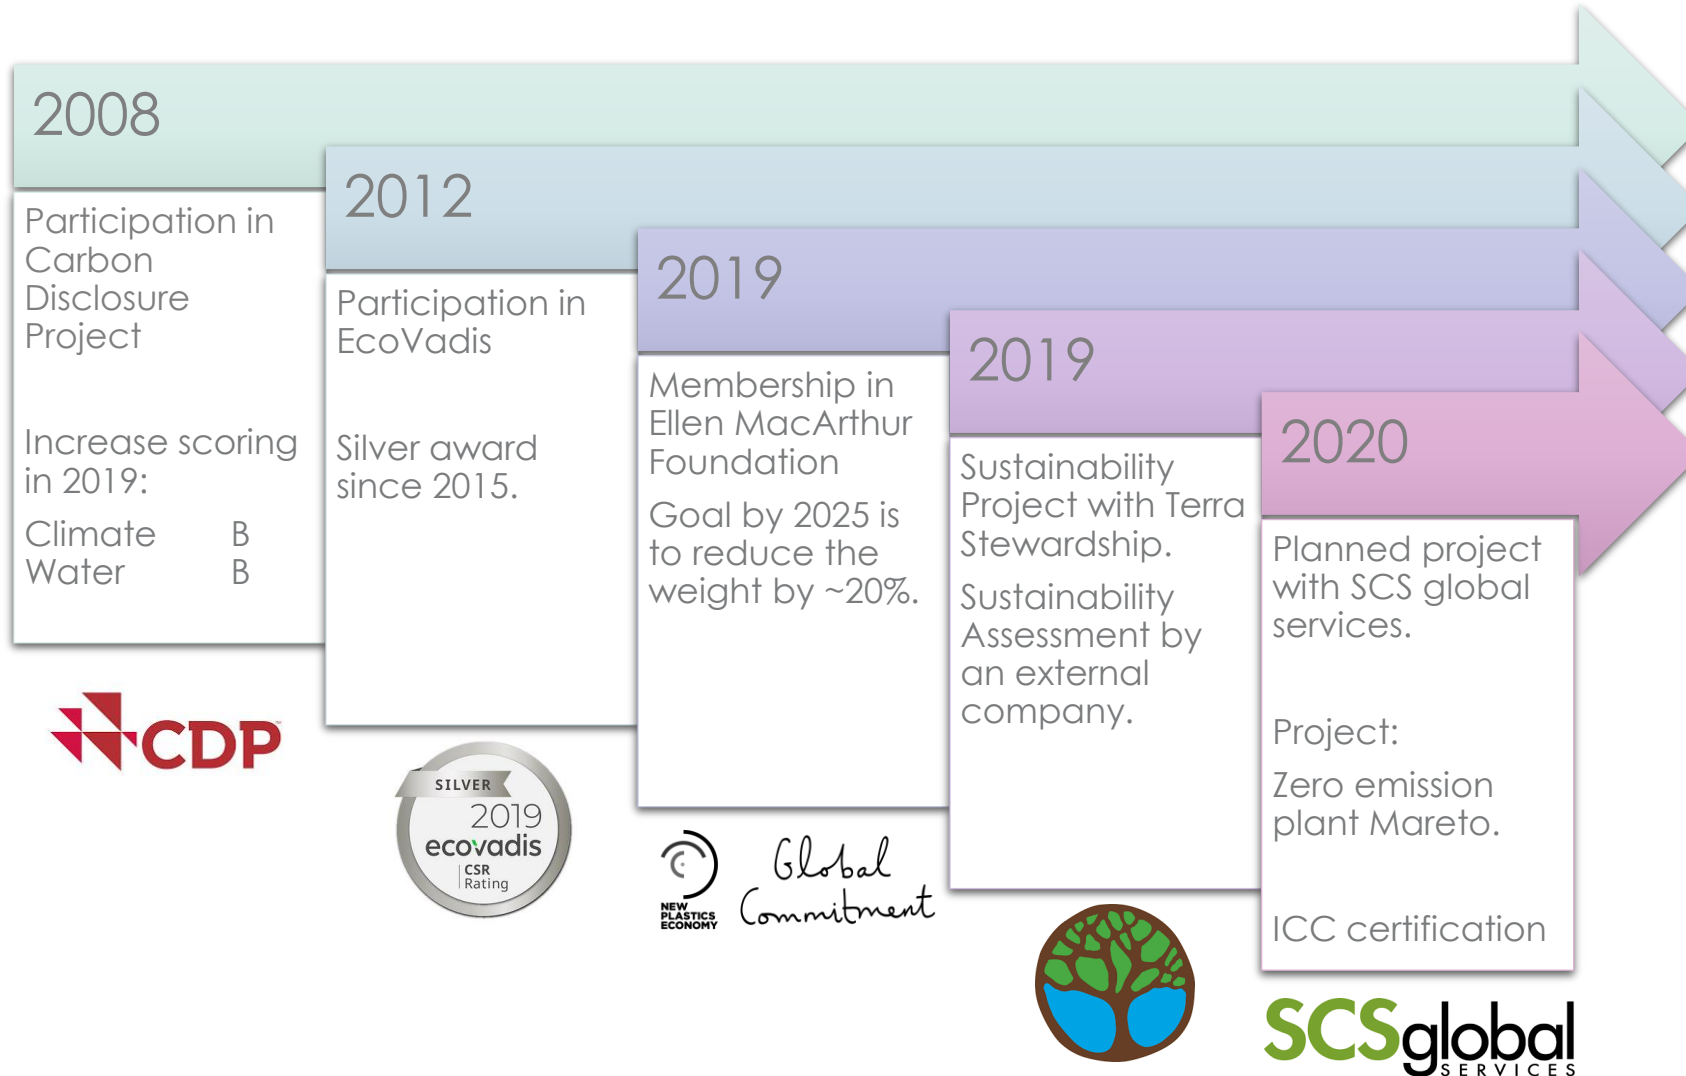 2008
Participation in
Carbon
Disclosure
Project
Increase scoring
in 2019:
Climate B
Water B
CDP
2012
Participation in
EcoVadis
Silver award
since 2015.
SILVER
2019
ecovadis
CSR
Rating
2019
Membership in
Ellen MacArthur
Foundation
Goal by 2025 is
to reduce the
weight by ~20%.
NEW
PLASTICS
ECONOMY
Global
Commitment
2019
Sustainability
Project with Terra
Stewardship.
Sustainability
Assessment by
an external
company.
2020
Planned project
with SCS global
services.
Project:
Zero emission
plant Mareto.
ICC certification
SCSglobal
SERVICES